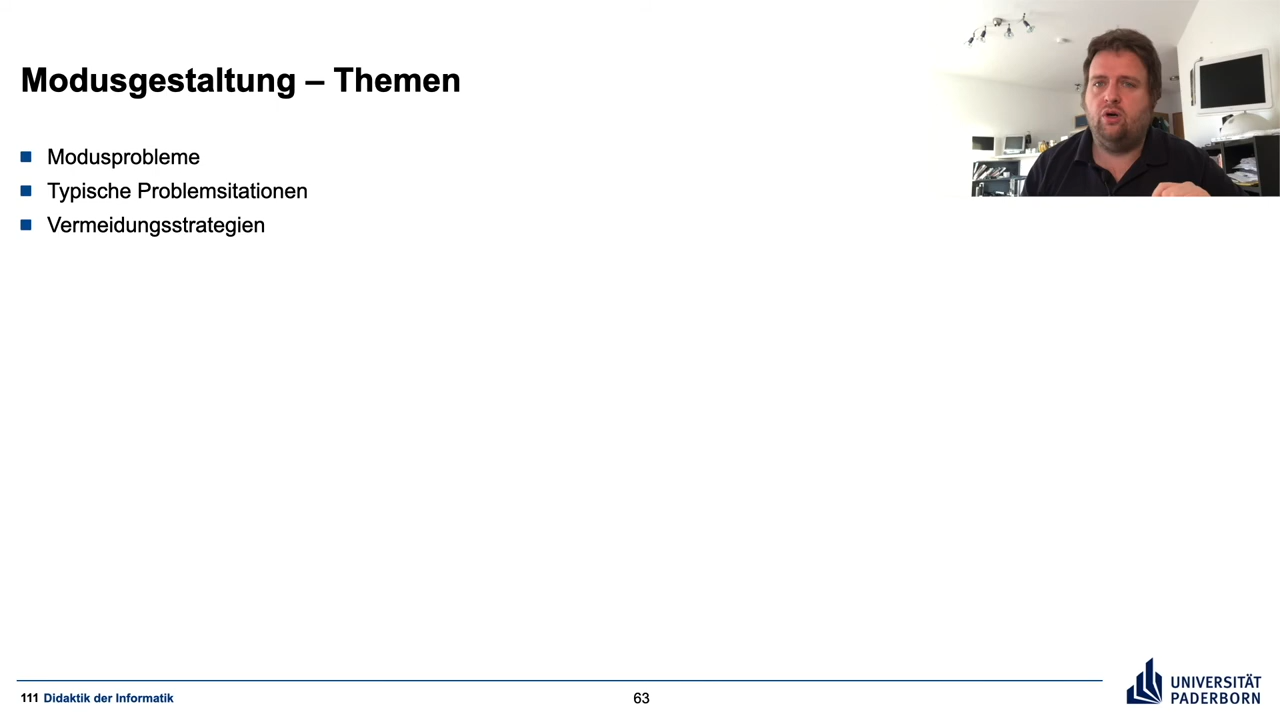 Modusgestaltung – Themen
Modusprobleme
Typische Problemsitationen
Vermeidungsstrategien
111 Didaktik der Informatik
63
UNIVERSITÄT
PADERBORN